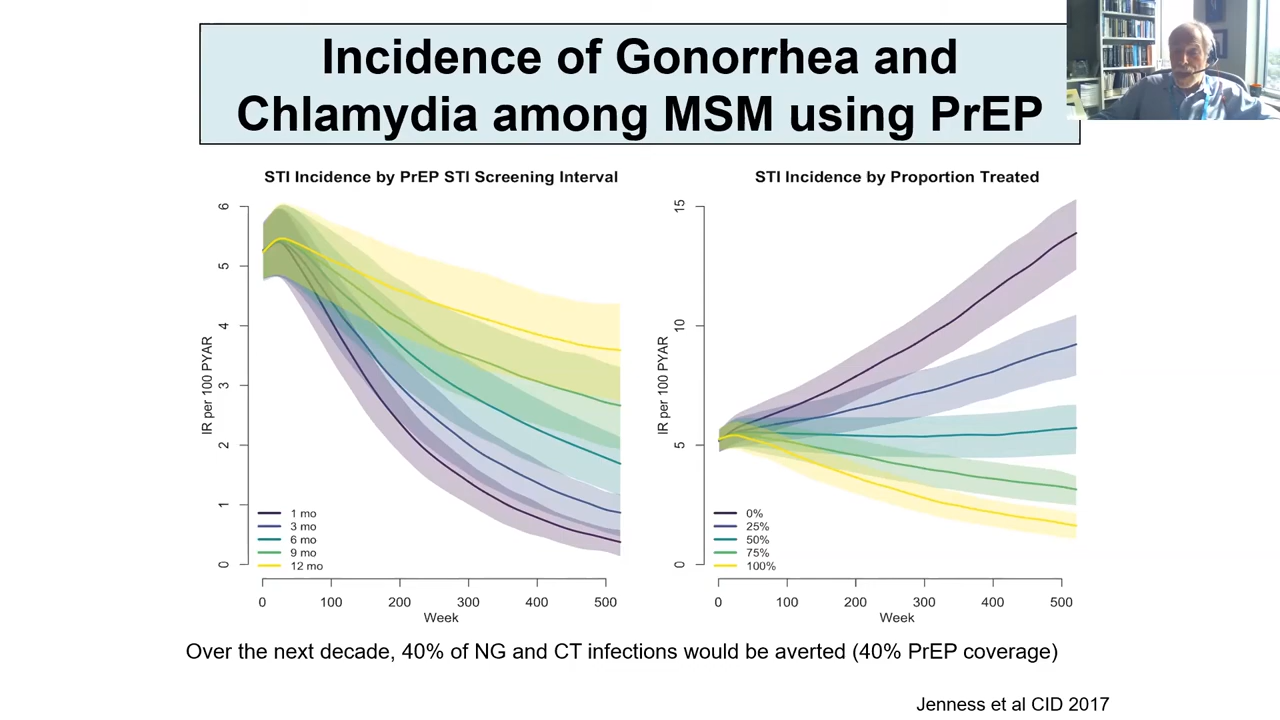 Incidence of Gonorrhea and
Chlamydia among MSM using PrEP
STI Incidence by PrEP STI Screening Interval
6
5
4
3
2
1
0
IR per 100 PYAR
1 mo
3 mo
6 mo
9 mo
12 mo
0 100 200 300 400 500
Week
STI Incidence by Proportion Treated
15
10
5
0
IR per 100 PYAR
0%
25%
50%
75%
100%
0 100 200 300 400 500
Week
Over the next decade, 40% of NG and CT infections would be averted (40% PrEP coverage)
Jenness et al CID 2017